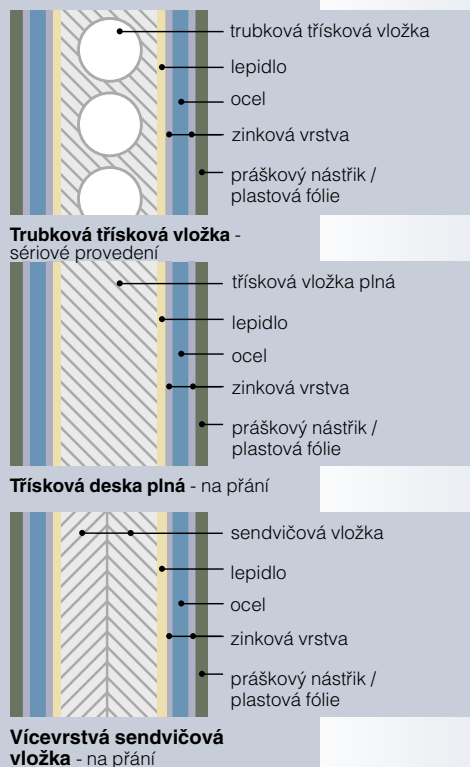 trubková třísková vložka
lepidlo
ocel
zinková vrstva
práškový nástřik /
plastová fólie
Trubková třísková vložka -
sériové provedení
třísková vložka plná
lepidlo
ocel
zinková vrstva
práškový nástřik /
plastová fólie
Třísková deska plná - na přání
sendvičová vložka
lepidlo
ocel
zinková vrstva
práškový nástřik /
plastová fólie
Vícevrstvá sendvičová
vložka - na přání